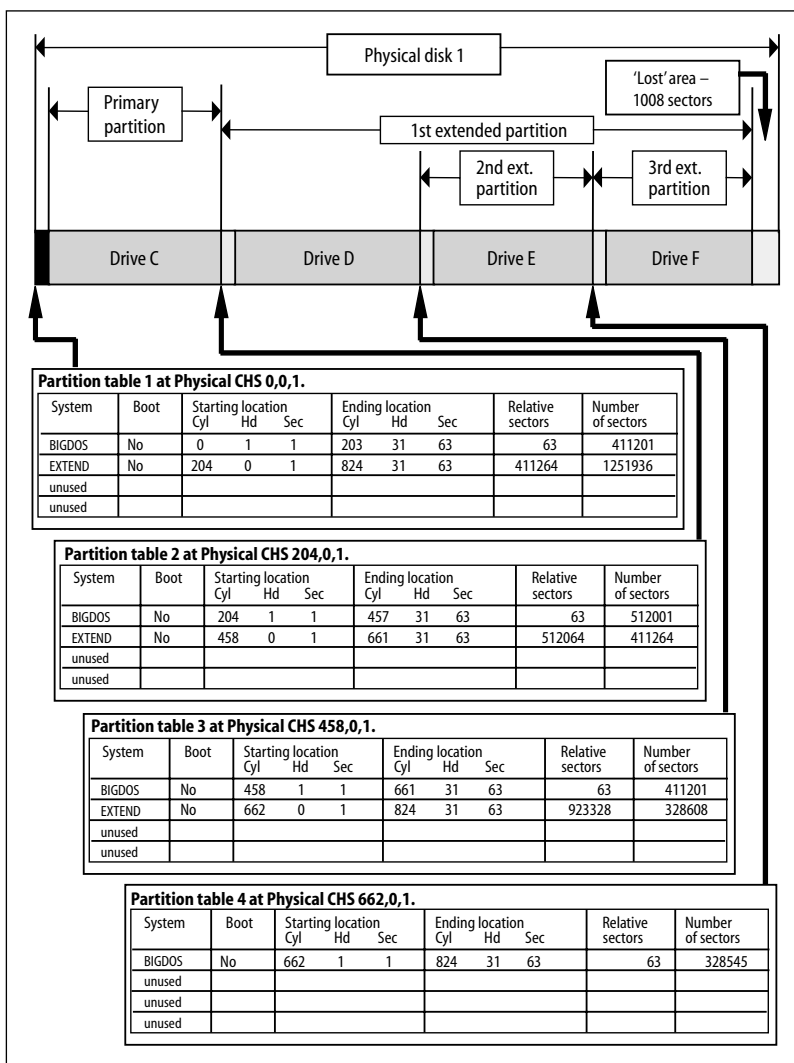 Physical disk 1
'Lost' area –
1008 sectors
Primary
partition
1st extended partition
2nd ext.
partition
3rd ext.
partition
Drive C
Drive D
Drive E
Drive F
Partition table 1 at Physical CHS 0,0,1.
System Boot Starting location Ending location Relative Number
Cyl Hd Sec Cyl Hd Sec sectors of sectors
BIGDOS No 0 1 1 203 31 63 63 411201
EXTEND No 204 0 1 824 31 63 411264 1251936
unused
unused
Partition table 2 at Physical CHS 204,0,1.
System Boot Starting location Ending location Relative Number
Cyl Hd Sec Cyl Hd Sec sectors of sectors
BIGDOS No 204 1 1 457 31 63 63 512001
EXTEND No 458 0 1 661 31 63 512064 411264
unused
unused
Partition table 3 at Physical CHS 458,0,1.
System Boot Starting location Ending location Relative Number
Cyl Hd Sec Cyl Hd Sec sectors of sectors
BIGDOS No 458 1 1 661 31 63 63 411201
EXTEND No 662 0 1 824 31 63 923328 328608
unused
unused
Partition table 4 at Physical CHS 662,0,1.
System Boot Starting location Ending location Relative Number
Cyl Hd Sec Cyl Hd Sec sectors of sectors
BIGDOS No 662 1 1 824 31 63 63 328545
unused
unused
unused